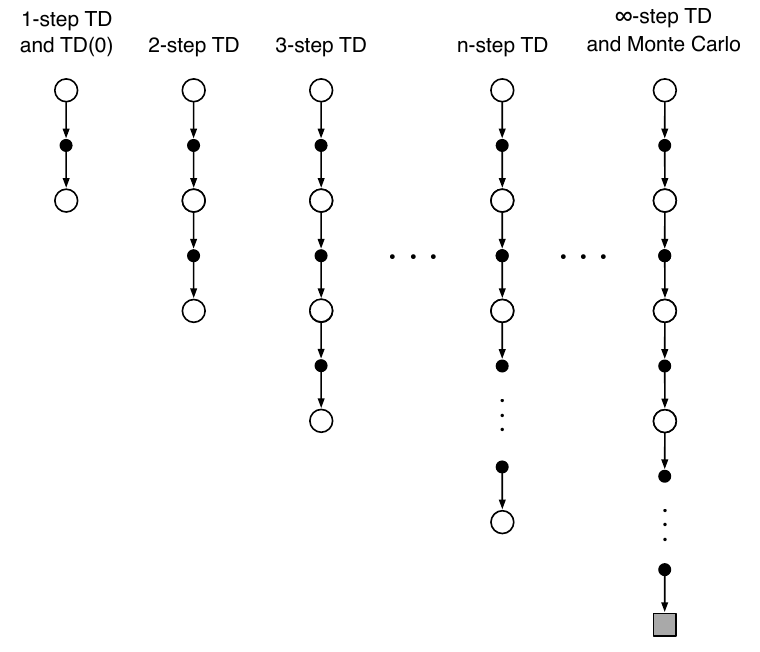 1-step TD
and TD(0)
2-step TD
3-step TD
n-step TD
∞-step TD
and Monte Carlo